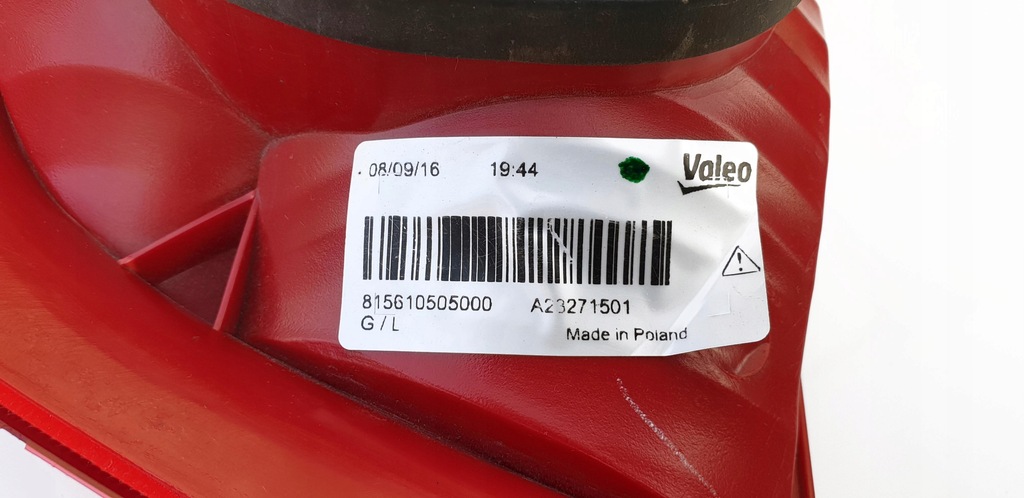 08/09/16 19:44 Valeo
815610505000 A23271501
G / L
Made in Poland